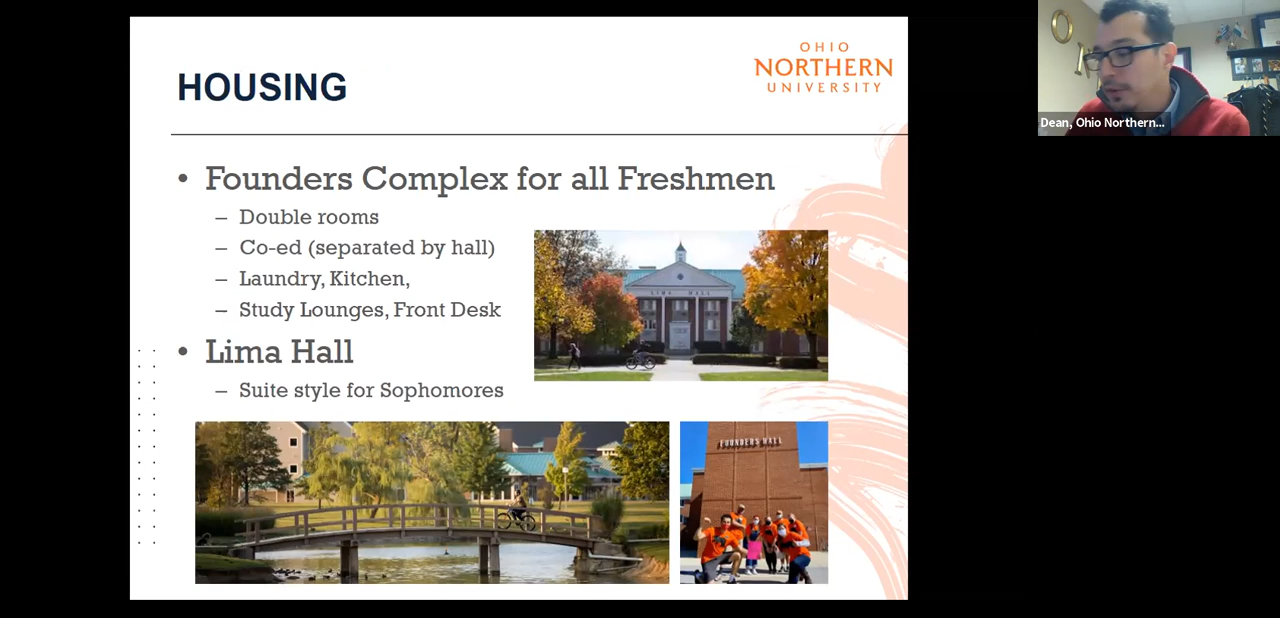 HOUSING
OHIO
NORTHERN
UNIVERSITY
Dean, Ohio Northern...
• Founders Complex for all Freshmen
– Double rooms
– Co-ed (separated by hall)
– Laundry, Kitchen,
– Study Lounges, Front Desk
• Lima Hall
– Suite style for Sophomores
LIMA HALL
FOUNDERS HALL